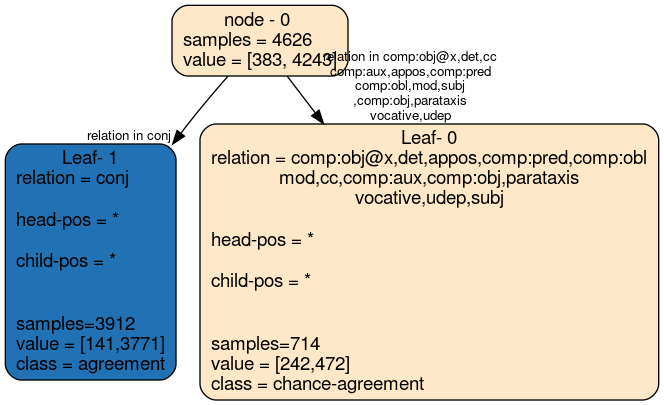 node - 0
samples = 4626
value = [383, 4243]
relation in comp:obj@x,det,cc
comp:aux,appos,comp:pred
comp:obl,mod,subj
,comp:obj,parataxis
vocative,udep
relation in conj
Leaf- 1
relation = conj
head-pos = *
child-pos = *
samples=3912
value = [141,3771]
class = agreement
Leaf- 0
relation = comp:obj@x,det,appos,comp:pred,comp:obl
mod,cc,comp:aux,comp:obj,parataxis
vocative,udep,subj
head-pos = *
child-pos = *
samples=714
value = [242,472]
class = chance-agreement